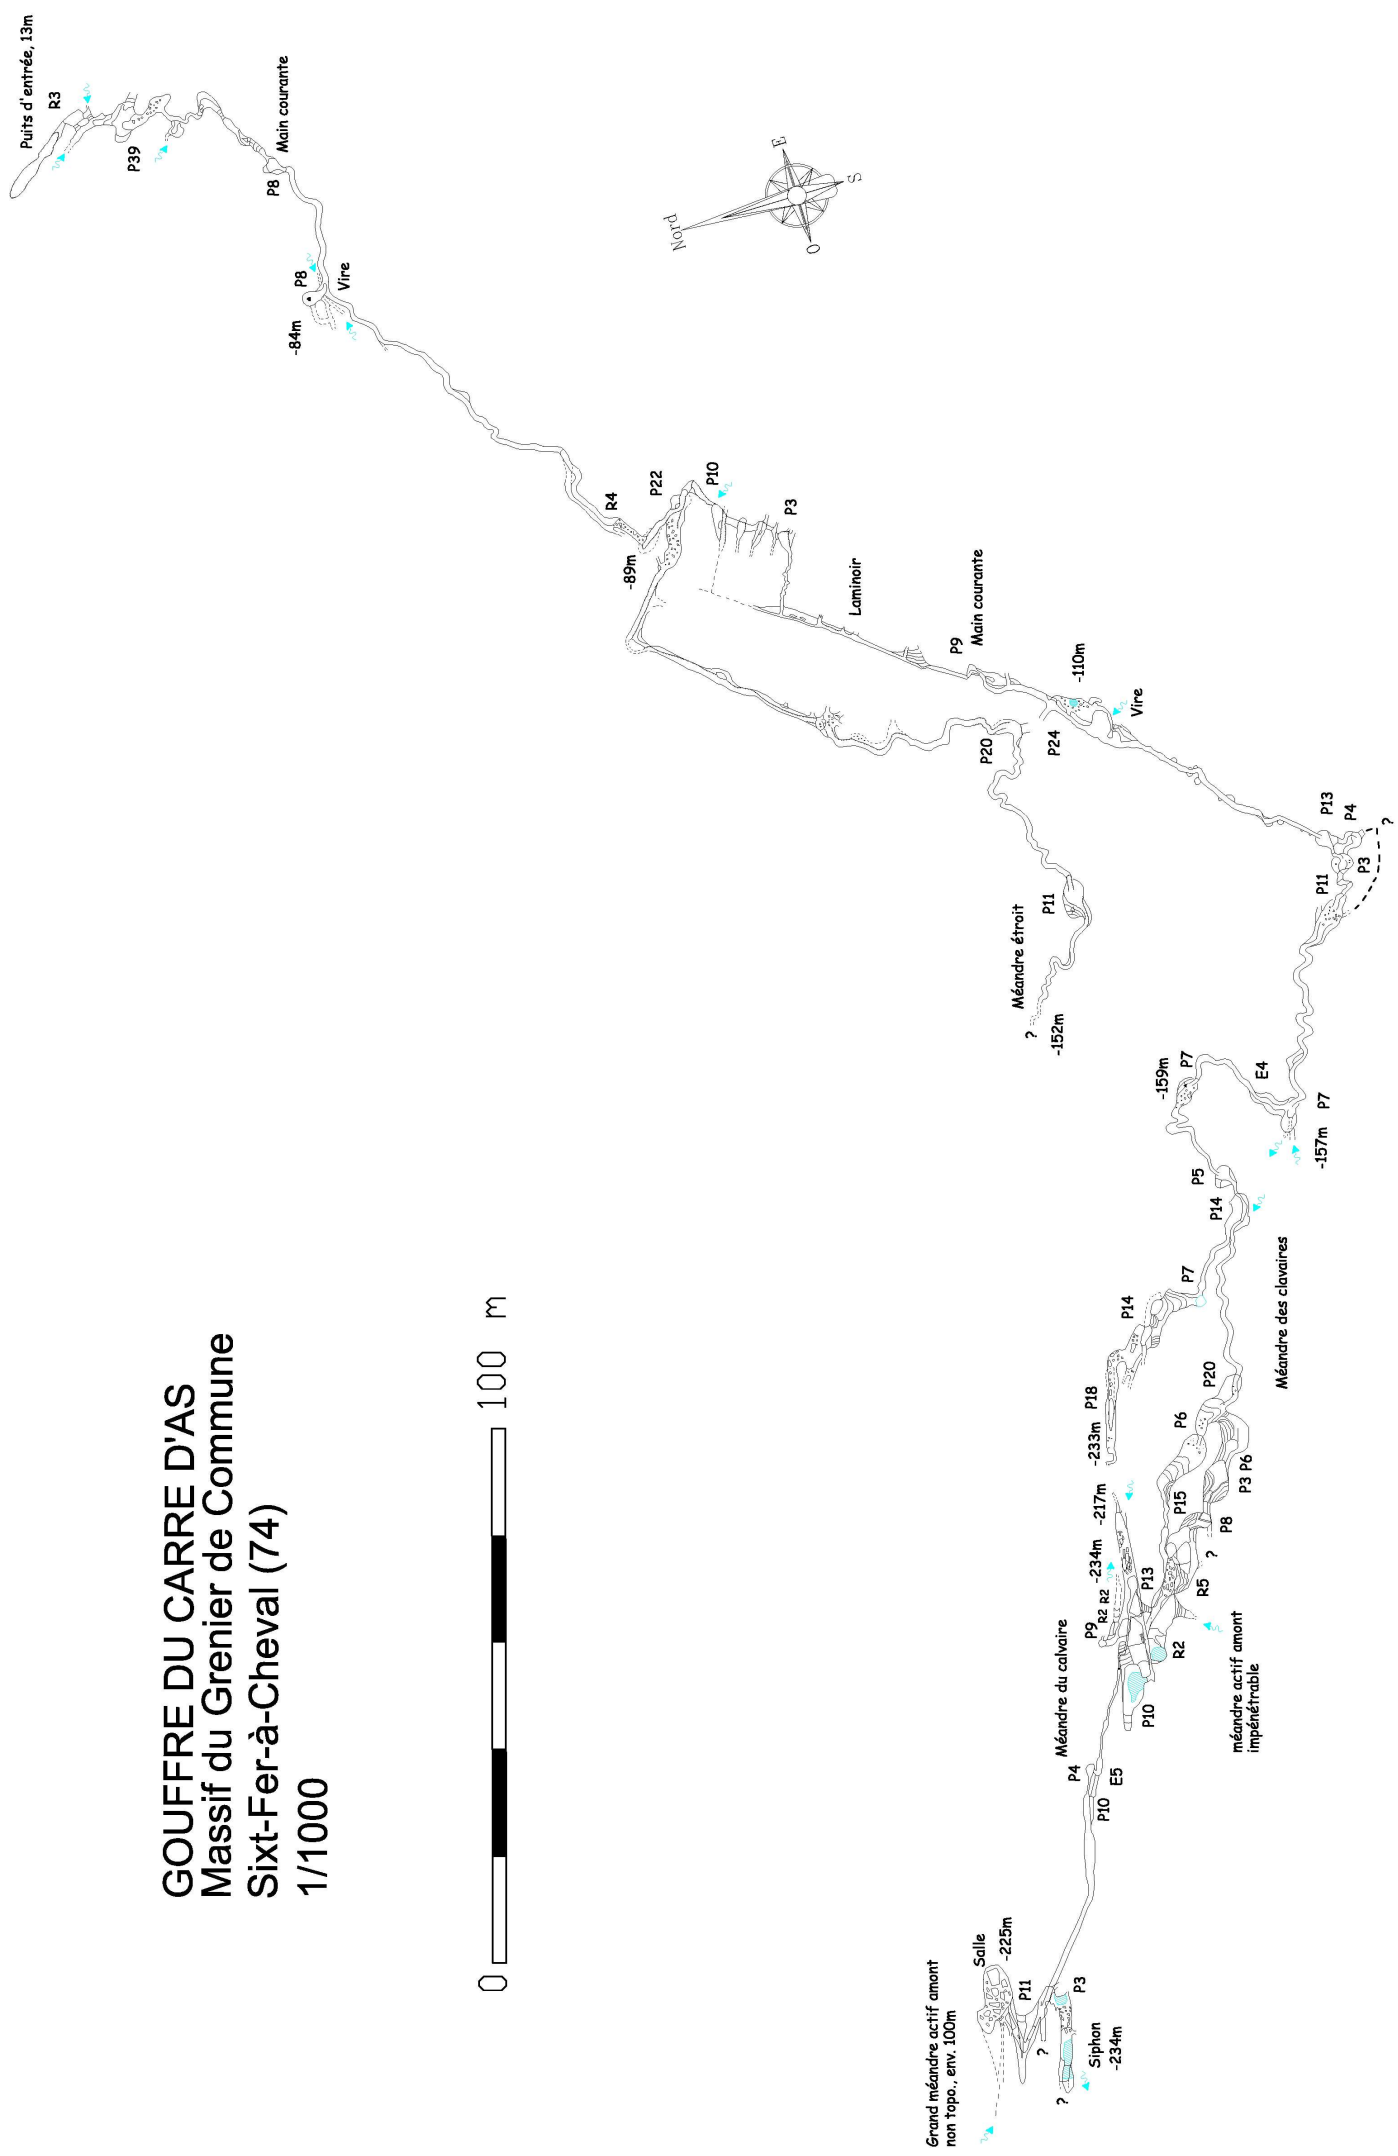 GOUFFRE DU CARRE D'AS
Massif du Grenier de Commune
Sixt-Fer-à-Cheval (74)
1/1000
0
100 m
Puits d'entrée, 13m
R3
P39
Main courante
P8
P8
Vire
-84m
Nord
E
S
O
R4
-89m
P22
P10
P3
Laminoir
P9
Main courante
-110m
Vire
P24
P20
P11
Méandre étroit
?
-152m
P13
P4
?
P3
P11
E4
P7
-157m
P7
-159m
P5
P14
Méandre des clavaires
P7
P14
P18
-233m
P20
P6
P3 P6
P15
P8
?
R5
-217m
-234m
P13
R2 R2
P9
R2
méandre actif amont
impénétrable
P10
Méandre du calvaire
P4
E5
P10
Salle
-225m
P11
P3
?
Siphon
-234m
?
Grand méandre actif amont
non topo., env. 100m